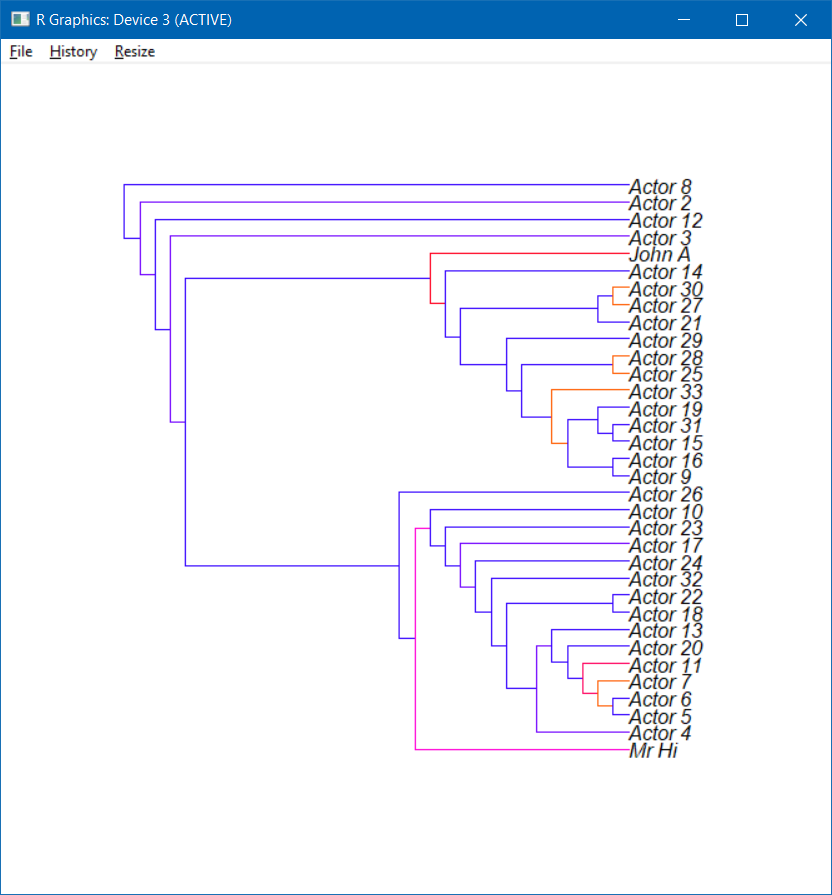 R Graphics: Device 3 (ACTIVE)
File History Resize
Actor 8
Actor 2
Actor 12
Actor 3
John A
Actor 14
Actor 30
Actor 27
Actor 21
Actor 29
Actor 28
Actor 25
Actor 33
Actor 19
Actor 31
Actor 15
Actor 16
Actor 9
Actor 26
Actor 10
Actor 23
Actor 17
Actor 24
Actor 32
Actor 22
Actor 18
Actor 13
Actor 20
Actor 11
Actor 7
Actor 6
Actor 5
Actor 4
Mr Hi